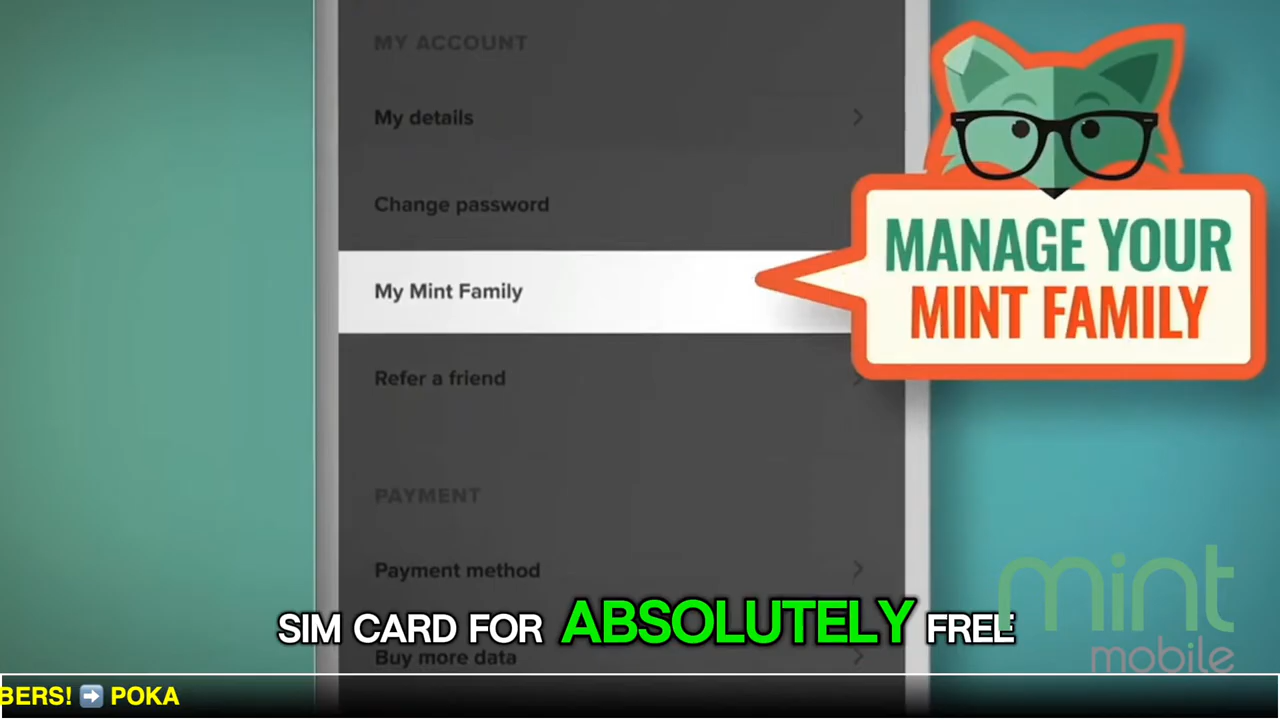 MY ACCOUNT
My details
Change password
My Mint Family
MANAGE YOUR
MINT FAMILY
Refer a friend
PAYMENT
Payment method
SIM CARD FOR ABSOLUTELY FREE
Buy more data
mint
mobile
BERS! ➡️ POKA